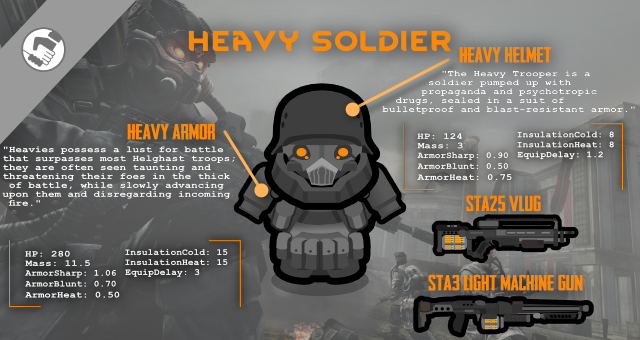 HEAVY SOLDIER
HEAVY HELMET
"The Heavy Trooper is a
soldier pumped up with
propaganda and psychotropic
drugs, sealed in a suit of
bulletproof and blast-resistant armor."
HP: 124
Mass: 3
ArmorSharp: 0.90
ArmorBlunt: 0.50
ArmorHeat: 0.75
InsulationCold: 8
InsulationHeat: 8
EquipDelay: 1.2
HEAVY ARMOR
"Heavies possess a lust for battle
that surpasses most Helghast troops;
they are often seen taunting and
threatening their foes in the thick
of battle, while slowly advancing
upon them and disregarding incoming
fire."
HP: 280
Mass: 11.5
ArmorSharp: 1.06
ArmorBlunt: 0.70
ArmorHeat: 0.50
InsulationCold: 15
InsulationHeat: 15
EquipDelay: 3
STA25 VLUG
STA3 LIGHT MACHINE GUN